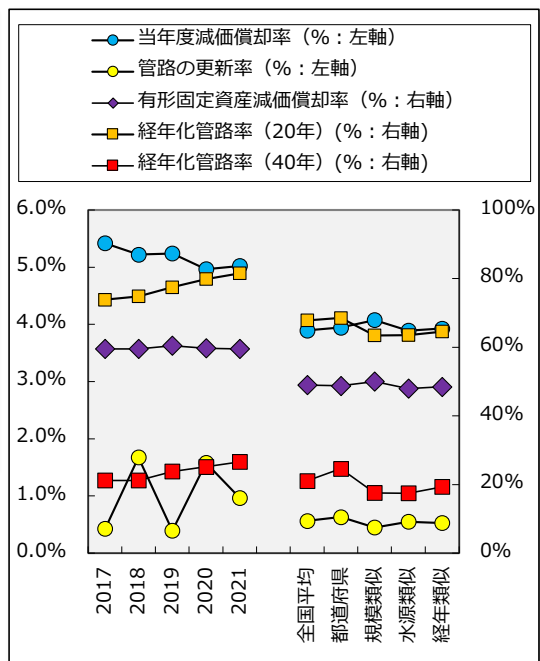 当年度減価償却率（%：左軸）
管路の更新率（%：左軸）
有形固定資産減価償却率（%：右軸）
経年化管路率（20年）(%：右軸)
経年化管路率（40年）(%：右軸)
6.0%
5.0%
4.0%
3.0%
2.0%
1.0%
0.0%
100%
80%
60%
40%
20%
0%
2017
2018
2019
2020
2021
全国平均
都道府県
規模類似
水源類似
経年類似